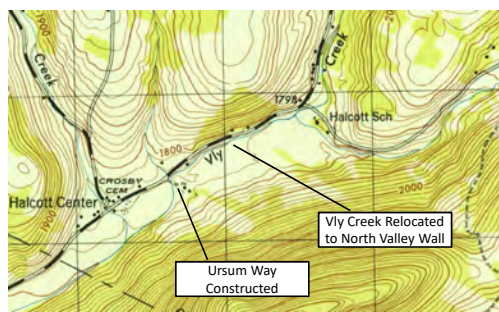 1900
2000
Creek
Creek
1798
Halcott Sch
1800
Vly
CROSBY
CEM
2000
Halcott Center
1900
Vly Creek Relocated
to North Valley Wall
Ursum Way
Constructed